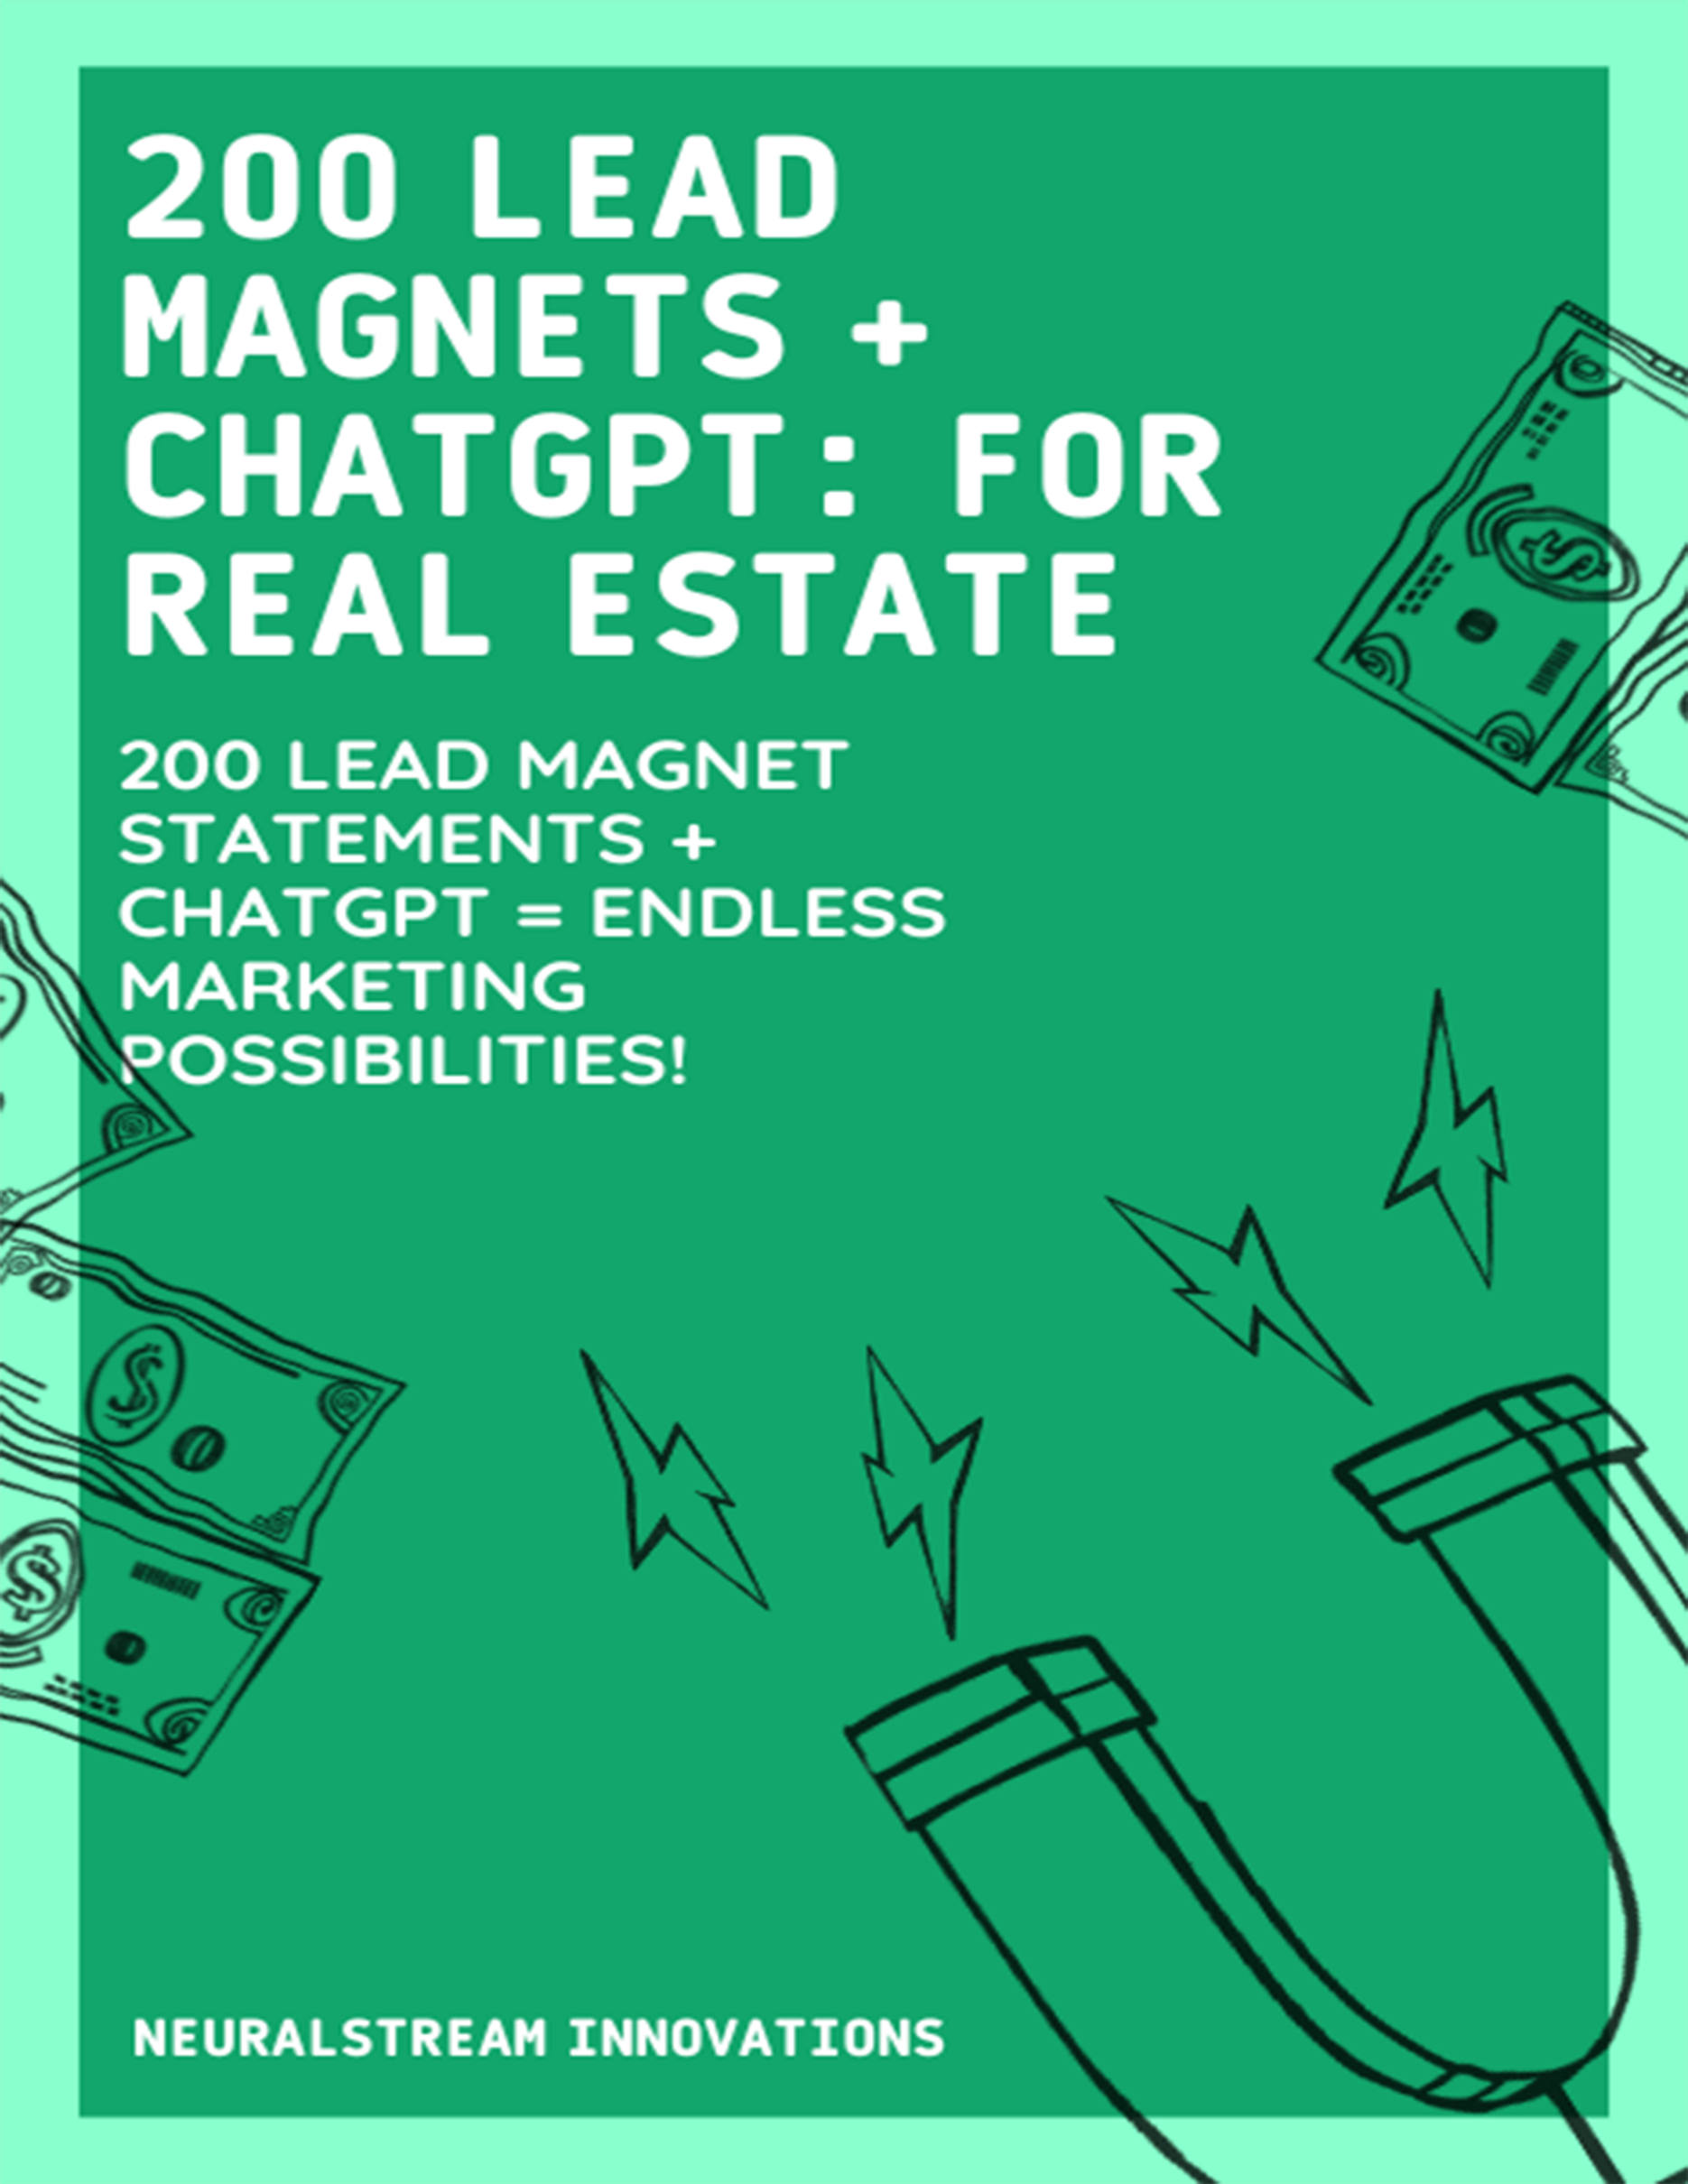 200 LEAD
MAGNETS +
CHATGPT: FOR
REAL ESTATE
200 LEAD MAGNET
STATEMENTS +
CHATGPT = ENDLESS
MARKETING
POSSIBILITIES!
NEURALSTREAM INNOVATIONS